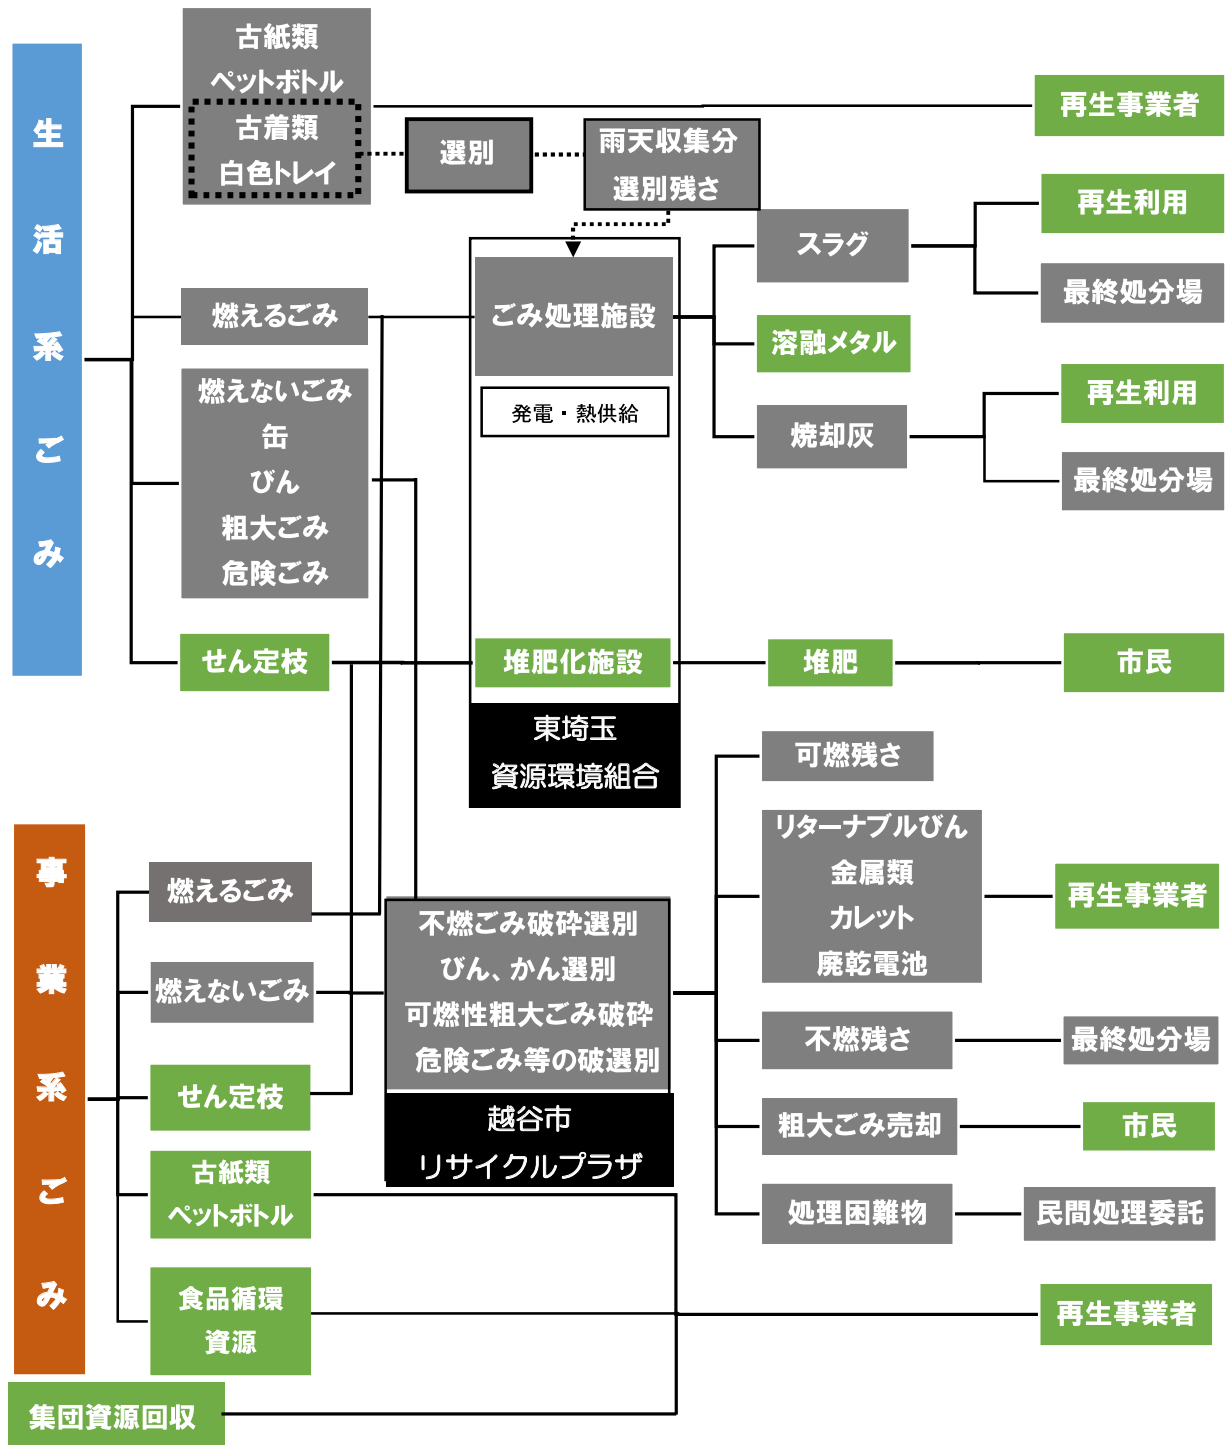 生活系ごみ
古紙類
ペットボトル
古着類
白色トレイ
選別
雨天収集分
選別残さ
再生事業者
燃えるごみ
ごみ処理施設
発電・熱供給
スラグ
再生利用
最終処分場
溶融メタル
焼却灰
再生利用
最終処分場
燃えないごみ
缶
びん
粗大ごみ
危険ごみ
せん定枝
堆肥化施設
堆肥
市民
東埼玉
資源環境組合
事業系ごみ
燃えるごみ
燃えないごみ
せん定枝
古紙類
ペットボトル
食品循環
資源
集団資源回収
不燃ごみ破砕選別
びん、かん選別
可燃性粗大ごみ破砕
危険ごみ等の破選別
越谷市
リサイクルプラザ
可燃残さ
リターナブルびん
金属類
カレット
廃乾電池
再生事業者
不燃残さ
最終処分場
粗大ごみ売却
市民
処理困難物
民間処理委託
再生事業者